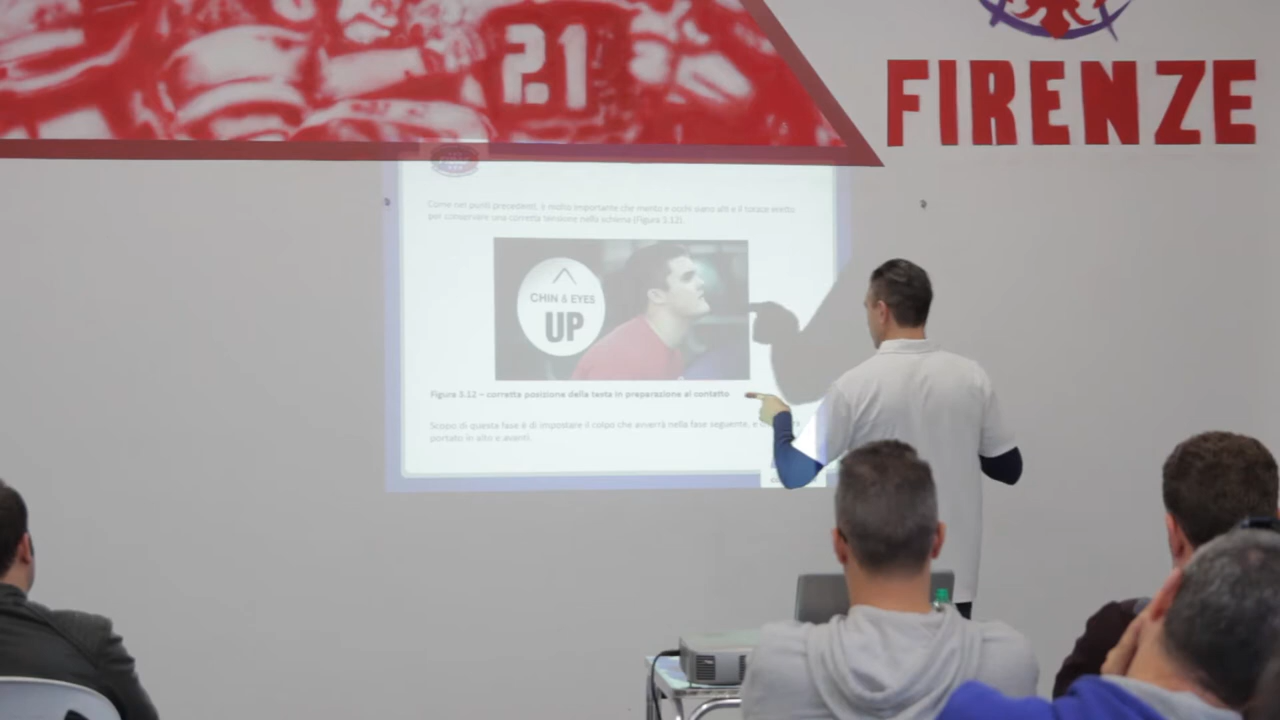 21
FIRENZE
Come nei punti precedenti, è molto importante che mento e occhi siano alti e il torace eretto
per conservare una corretta tensione nella schiena (Figura 3.12).
CHIN & EYES
UP
Figura 3.12 – corretta posizione della testa in preparazione al contatto
Scopo di questa fase è di impostare il colpo che avverrà nella fase seguente, e
portato in alto e avanti.